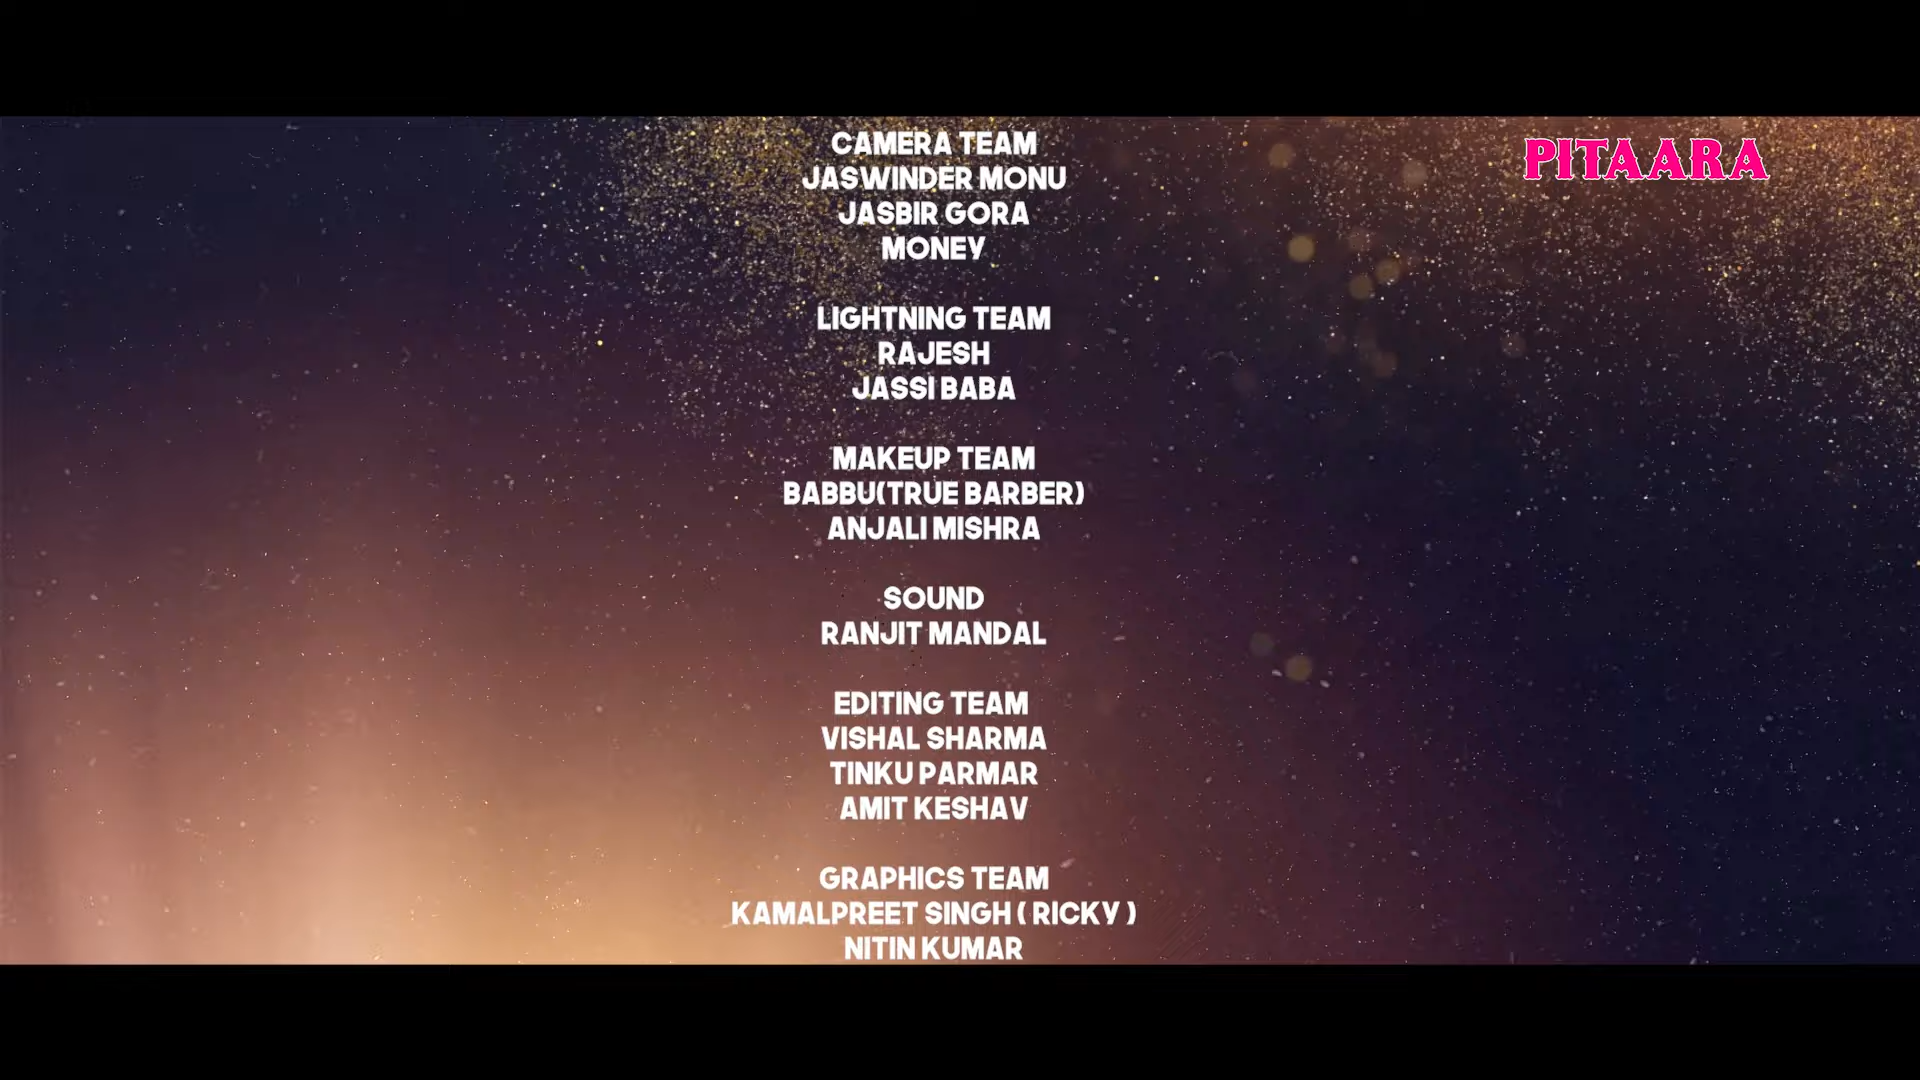 CAMERA TEAM
JASWINDER MONU
JASBIR GORA
MONEY
LIGHTNING TEAM
RAJESH
JASSI BABA
MAKEUP TEAM
BABBU(TRUE BARBER)
ANJALI MISHRA
SOUND
RANJIT MANDAL
EDITING TEAM
VISHAL SHARMA
TINKU PARMAR
AMIT KESHAV
GRAPHICS TEAM
KAMALPREET SINGH ( RICKY )
NITIN KUMAR
PITAARA